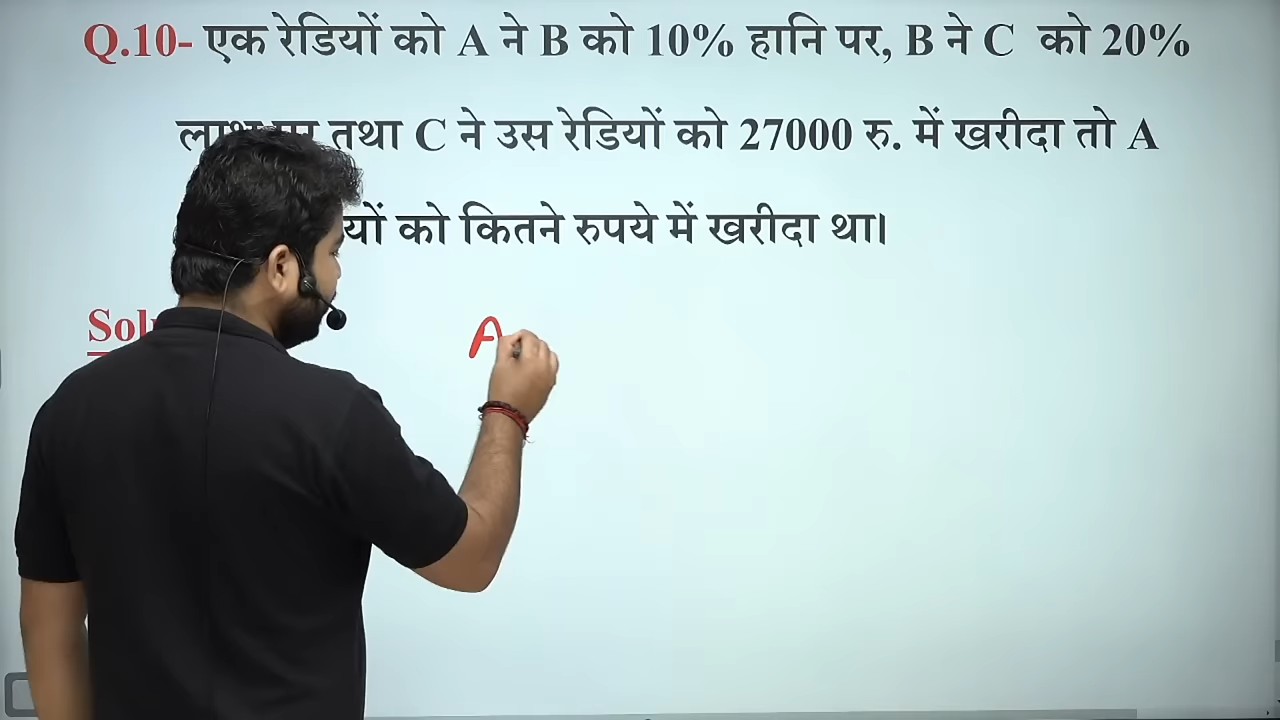 Q.10- एक रेडियों को A ने B को 10% हानि पर, B ने C को 20%
तथा C ने उस रेडियों को 27000 रु. में खरीदा तो A
को कितने रुपये में खरीदा था।
A